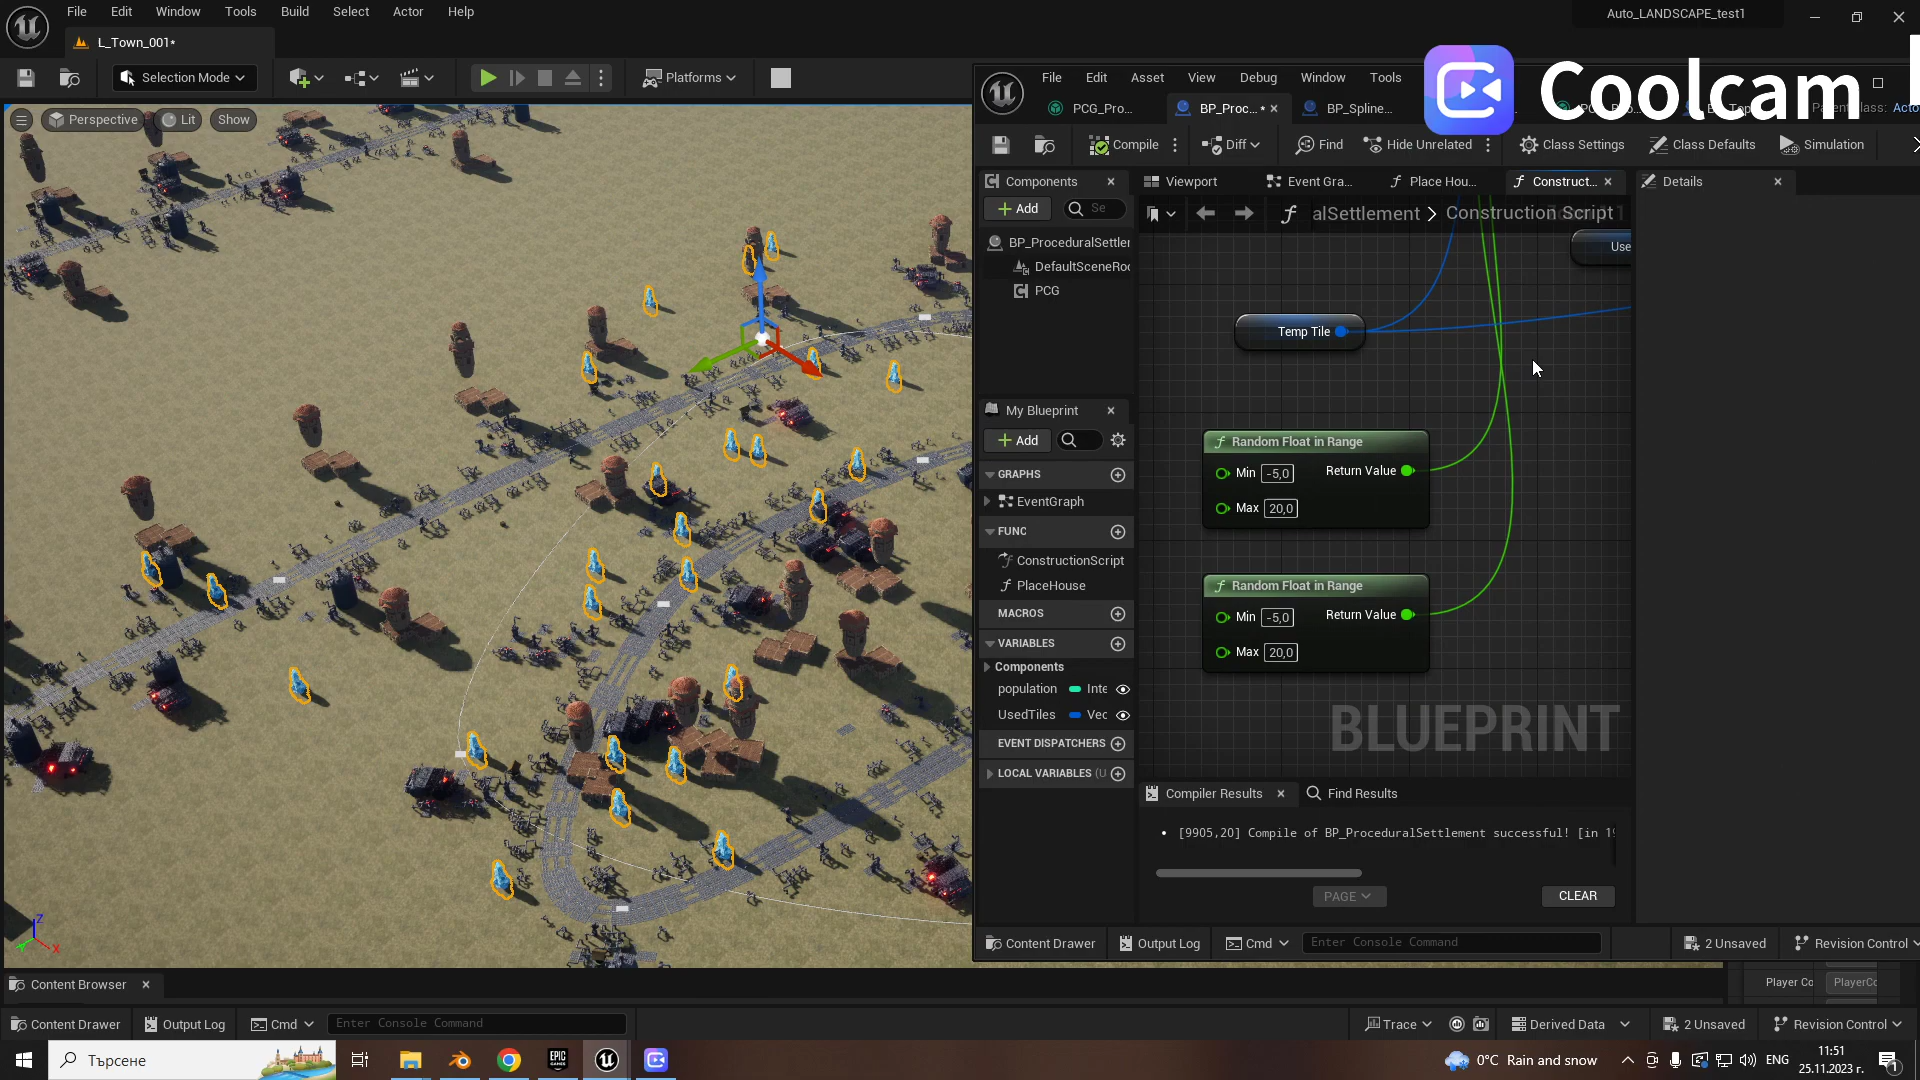 File Edit Window Tools Build Select Actor Help
Auto_LANDSCAPE_test1
L_Town_001*
Selection Mode
Platforms
Perspective Lit Show
Coolcam
File Edit Asset View Debug Window Tools
PCG_Pro...
BP_Proc... *
BP_Spline...
Compile
Diff
Find
Hide Unrelated
Class Settings
Class Defaults
Simulation
Components
Add
Se
BP_ProceduralSettler
DefaultSceneRoo
PCG
My Blueprint
Add
GRAPHS
EventGraph
FUNC
ConstructionScript
PlaceHouse
MACROS
VARIABLES
Components
population Inte
UsedTiles Vec
EVENT DISPATCHERS
LOCAL VARIABLES (U
Viewport
Event Gra...
Place Hou...
Construct...
alSettlement > Construction Script
Use
Temp Tile
Random Float in Range
Min -5,0 Return Value
Max 20,0
Random Float in Range
Min -5,0 Return Value
Max 20,0
BLUEPRINT
Details
Compiler Results
Find Results
• [9905,20] Compile of BP_ProceduralSettlement successful! [in 19
PAGE
CLEAR
Content Drawer Output Log Cmd Enter Console Command 2 Unsaved Revision Control
Z
X
Content Browser
Player Co PlayerCo
Content Drawer Output Log Cmd Enter Console Command Trace Derived Data 2 Unsaved Revision Control
Търсене
EPIC
GAMES
0°C Rain and snow
ENG
11:51
25.11.2023 г.
1